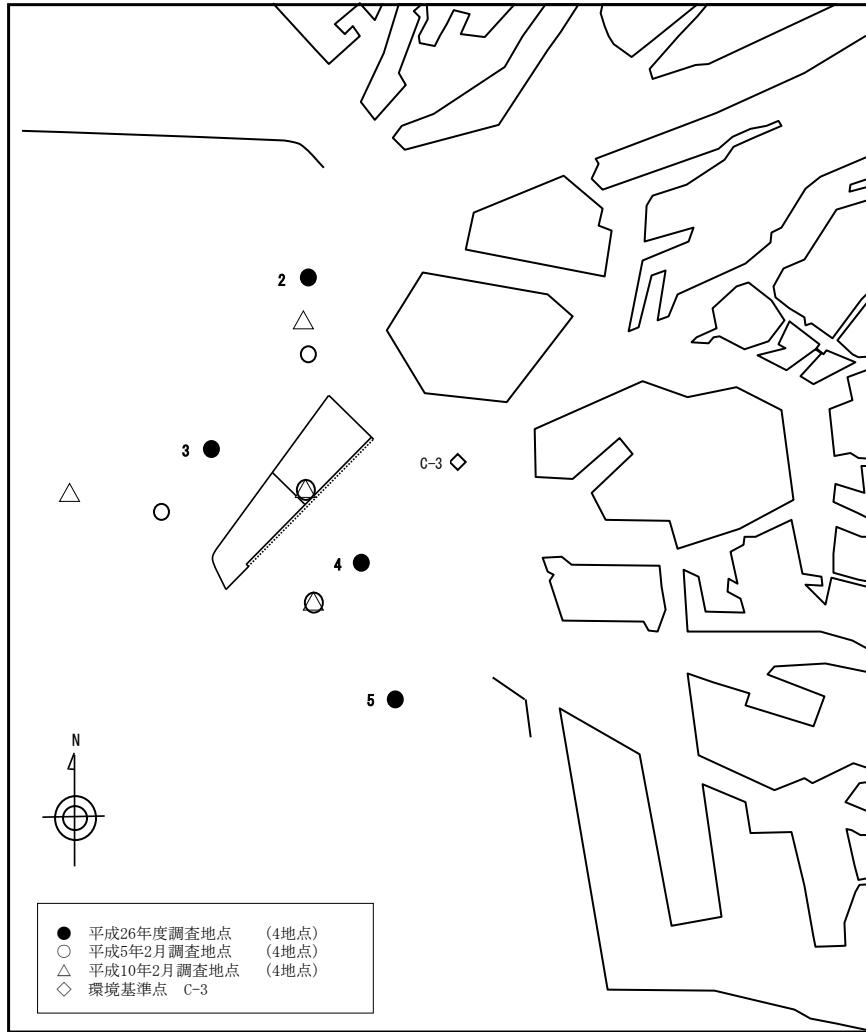 2
3
C-3
4
5
N
● 平成26年度調査地点 (4地点)
○ 平成5年2月調査地点 (4地点)
△ 平成10年2月調査地点 (4地点)
◇ 環境基準点 C-3